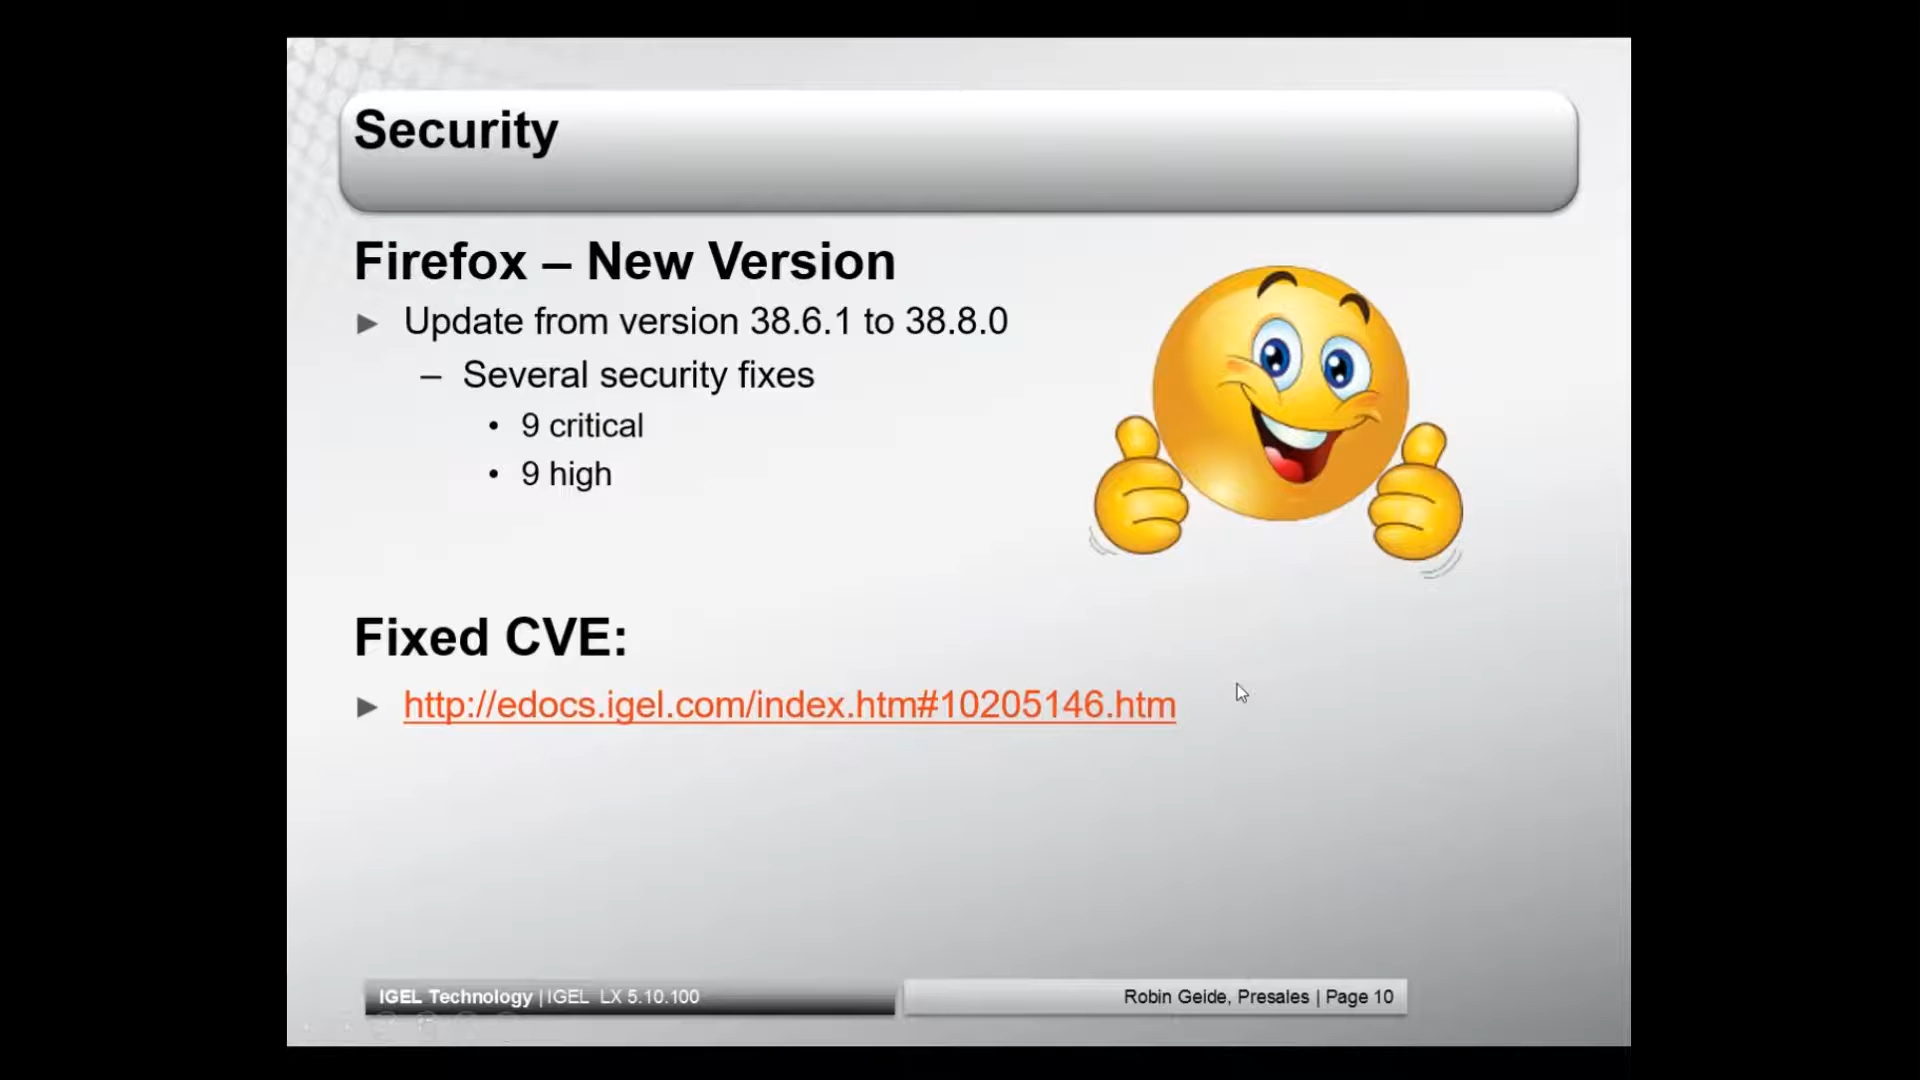 Security
Firefox – New Version
► Update from version 38.6.1 to 38.8.0
– Several security fixes
• 9 critical
• 9 high
Fixed CVE:
► http://edocs.igel.com/index.htm#10205146.htm
IGEL Technology | IGEL LX 5.10.100
Robin Geide, Presales | Page 10